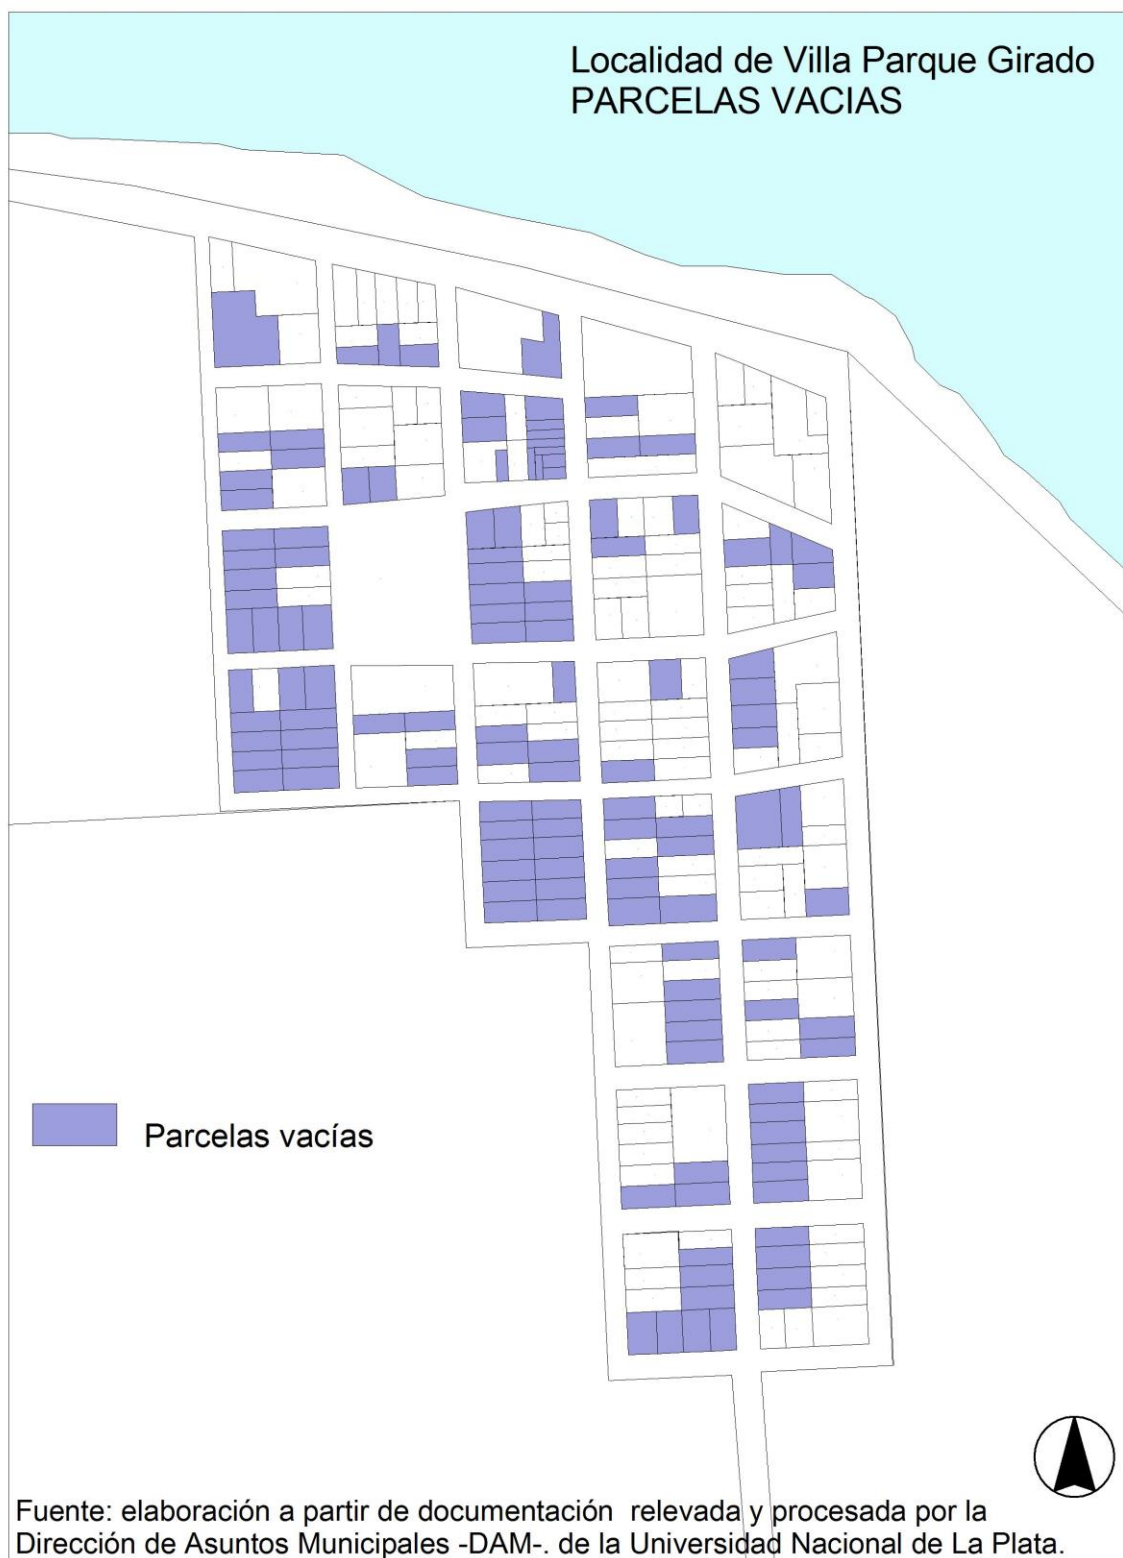 Localidad de Villa Parque Girado
PARCELAS VACIAS
Parcelas vacías
Fuente: elaboración a partir de documentación relevada y procesada por la
Dirección de Asuntos Municipales -DAM-. de la Universidad Nacional de La Plata.